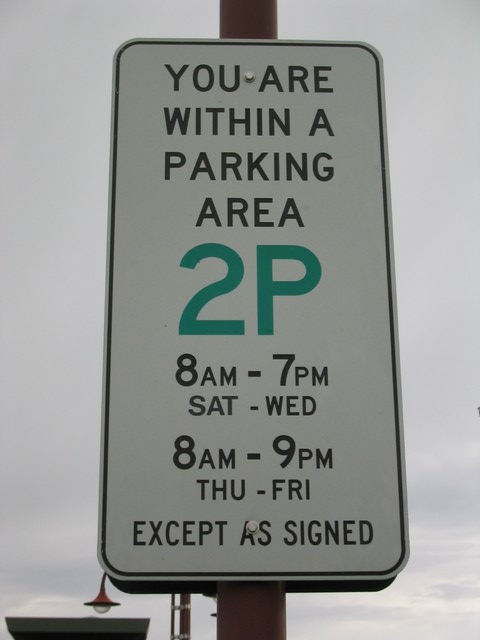 YOU ARE
WITHIN A
PARKING
AREA
2P
8AM - 7PM
SAT - WED
8AM - 9PM
THU - FRI
EXCEPT AS SIGNED